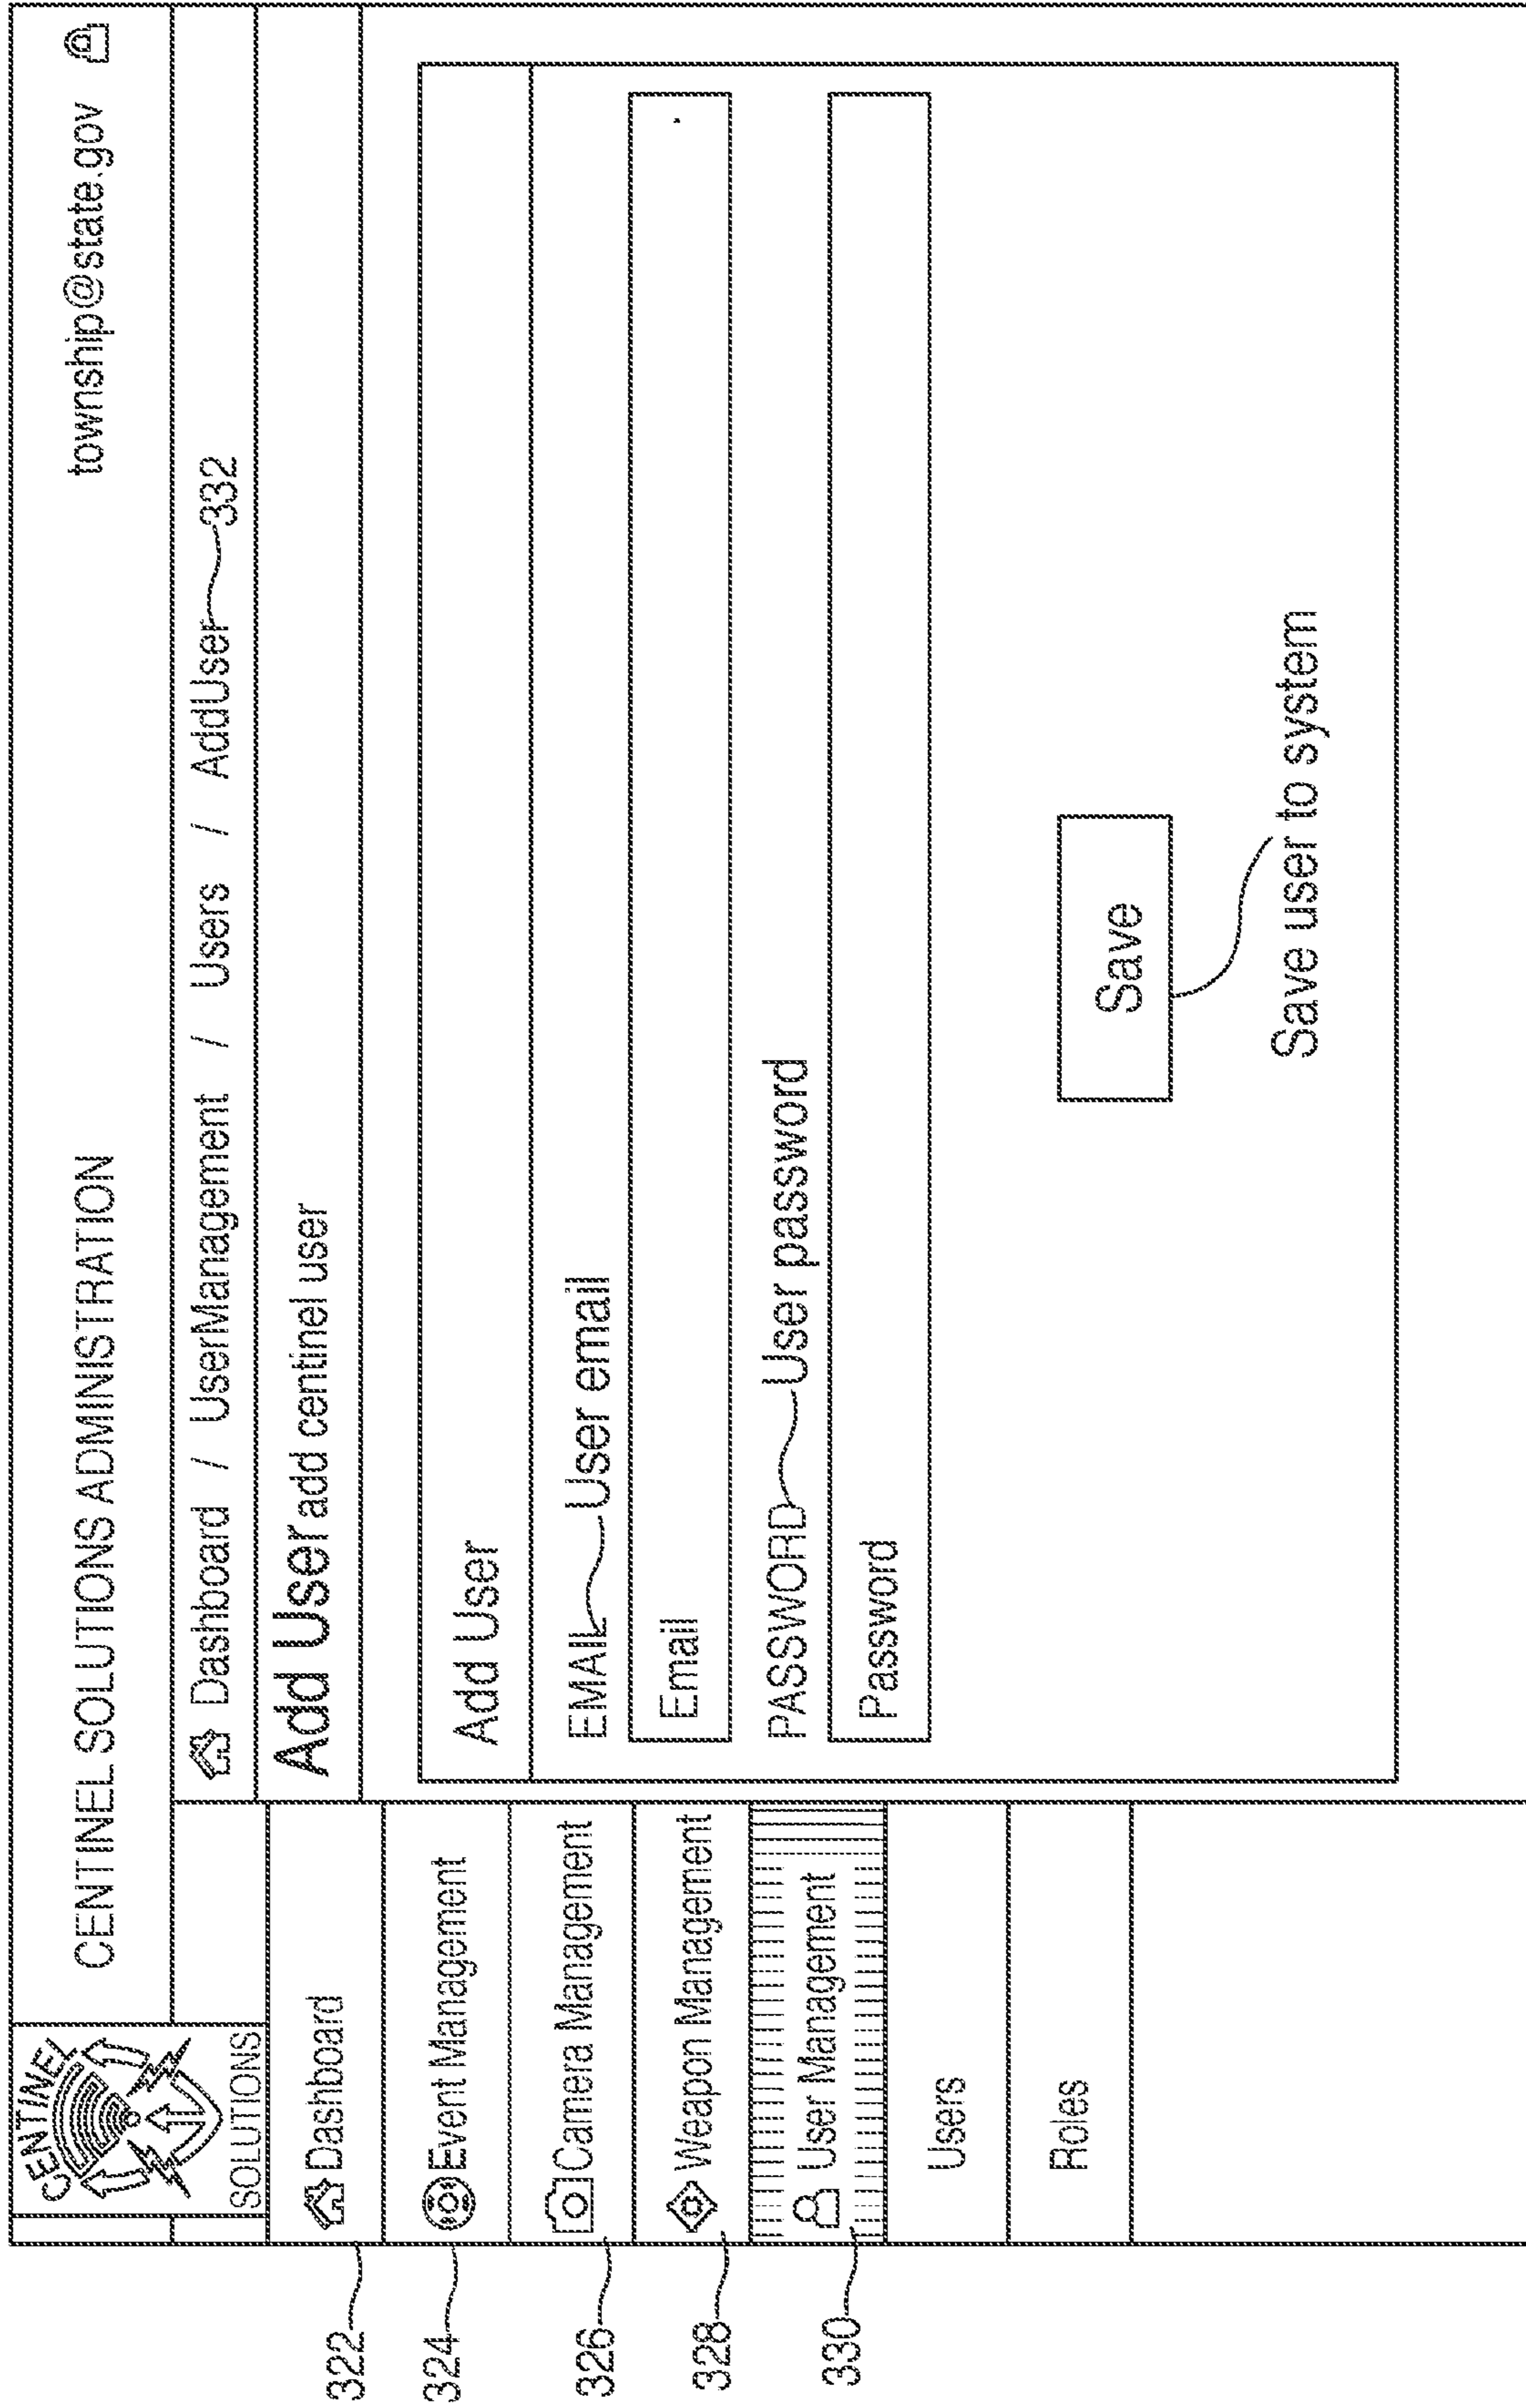 CENTINEL
SOLUTIONS
CENTINEL SOLUTIONS ADMINISTRATION
township@state.gov
Dashboard / UserManagement / Users / AddUser 332
Add User add centinel user
322 Dashboard
324 Event Management
326 Camera Management
328 Weapon Management
330 User Management
Users
Roles
Add User
EMAIL User email
Email
PASSWORD User password
Password
Save
Save user to system